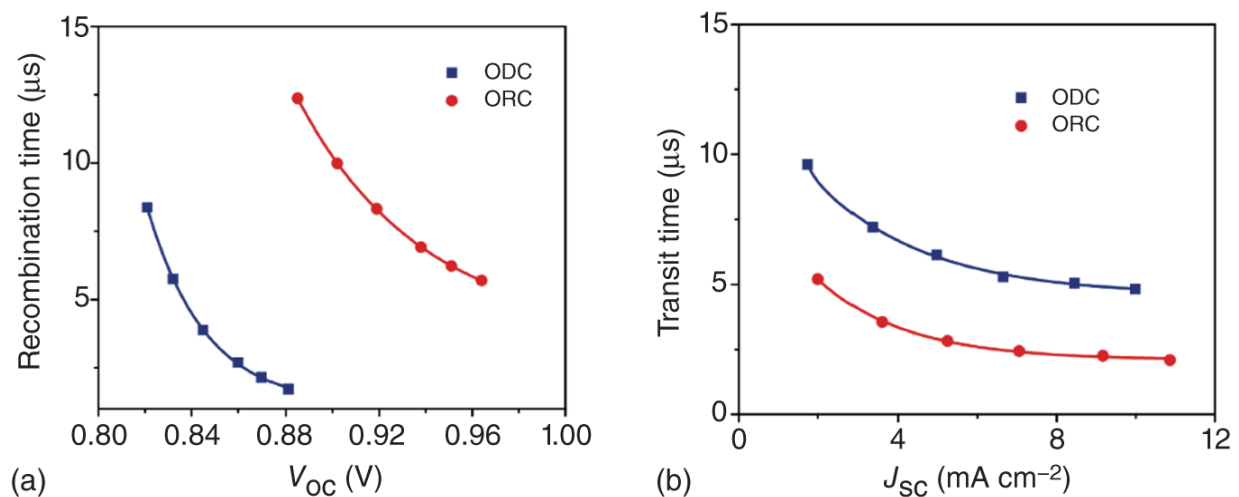 15
10
5
Recombination time (μs)
ODC
ORC
0.80 0.84 0.88 0.92 0.96 1.00
(a)
VOC (V)
15
10
5
0
Transit time (μs)
ODC
ORC
0 4 8 12
(b)
JSC (mA cm−2)